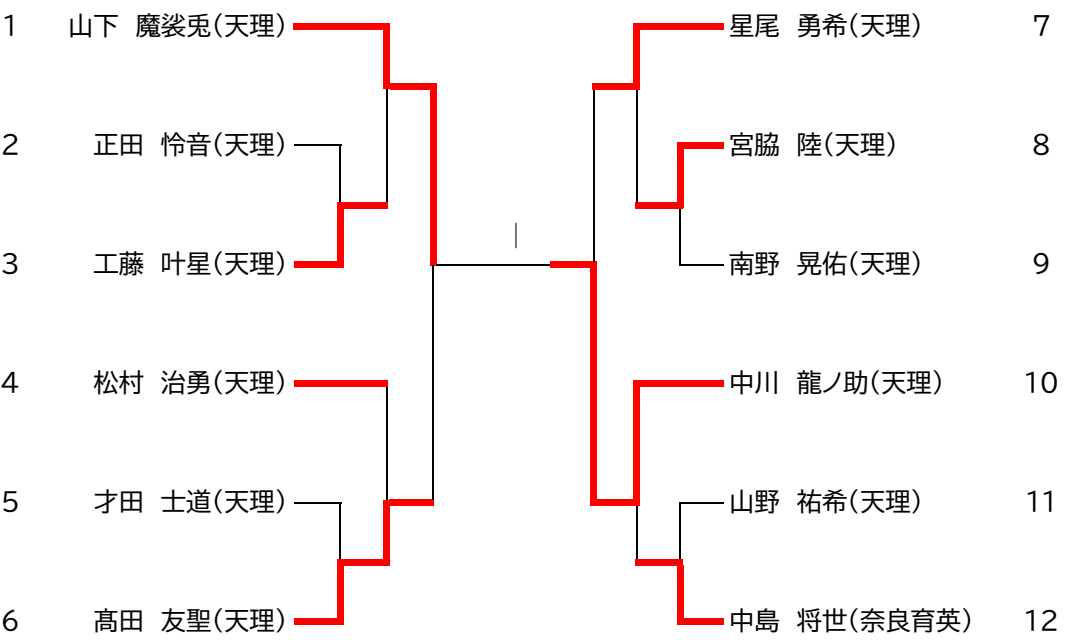 1 山下 魔裟兎(天理)
2 正田 怜音(天理)
3 工藤 叶星(天理)
4 松村 治勇(天理)
5 才田 士道(天理)
6 髙田 友聖(天理)
星尾 勇希(天理) 7
宮脇 陸(天理) 8
南野 晃佑(天理) 9
中川 龍ノ助(天理) 10
山野 祐希(天理) 11
中島 将世(奈良育英) 12